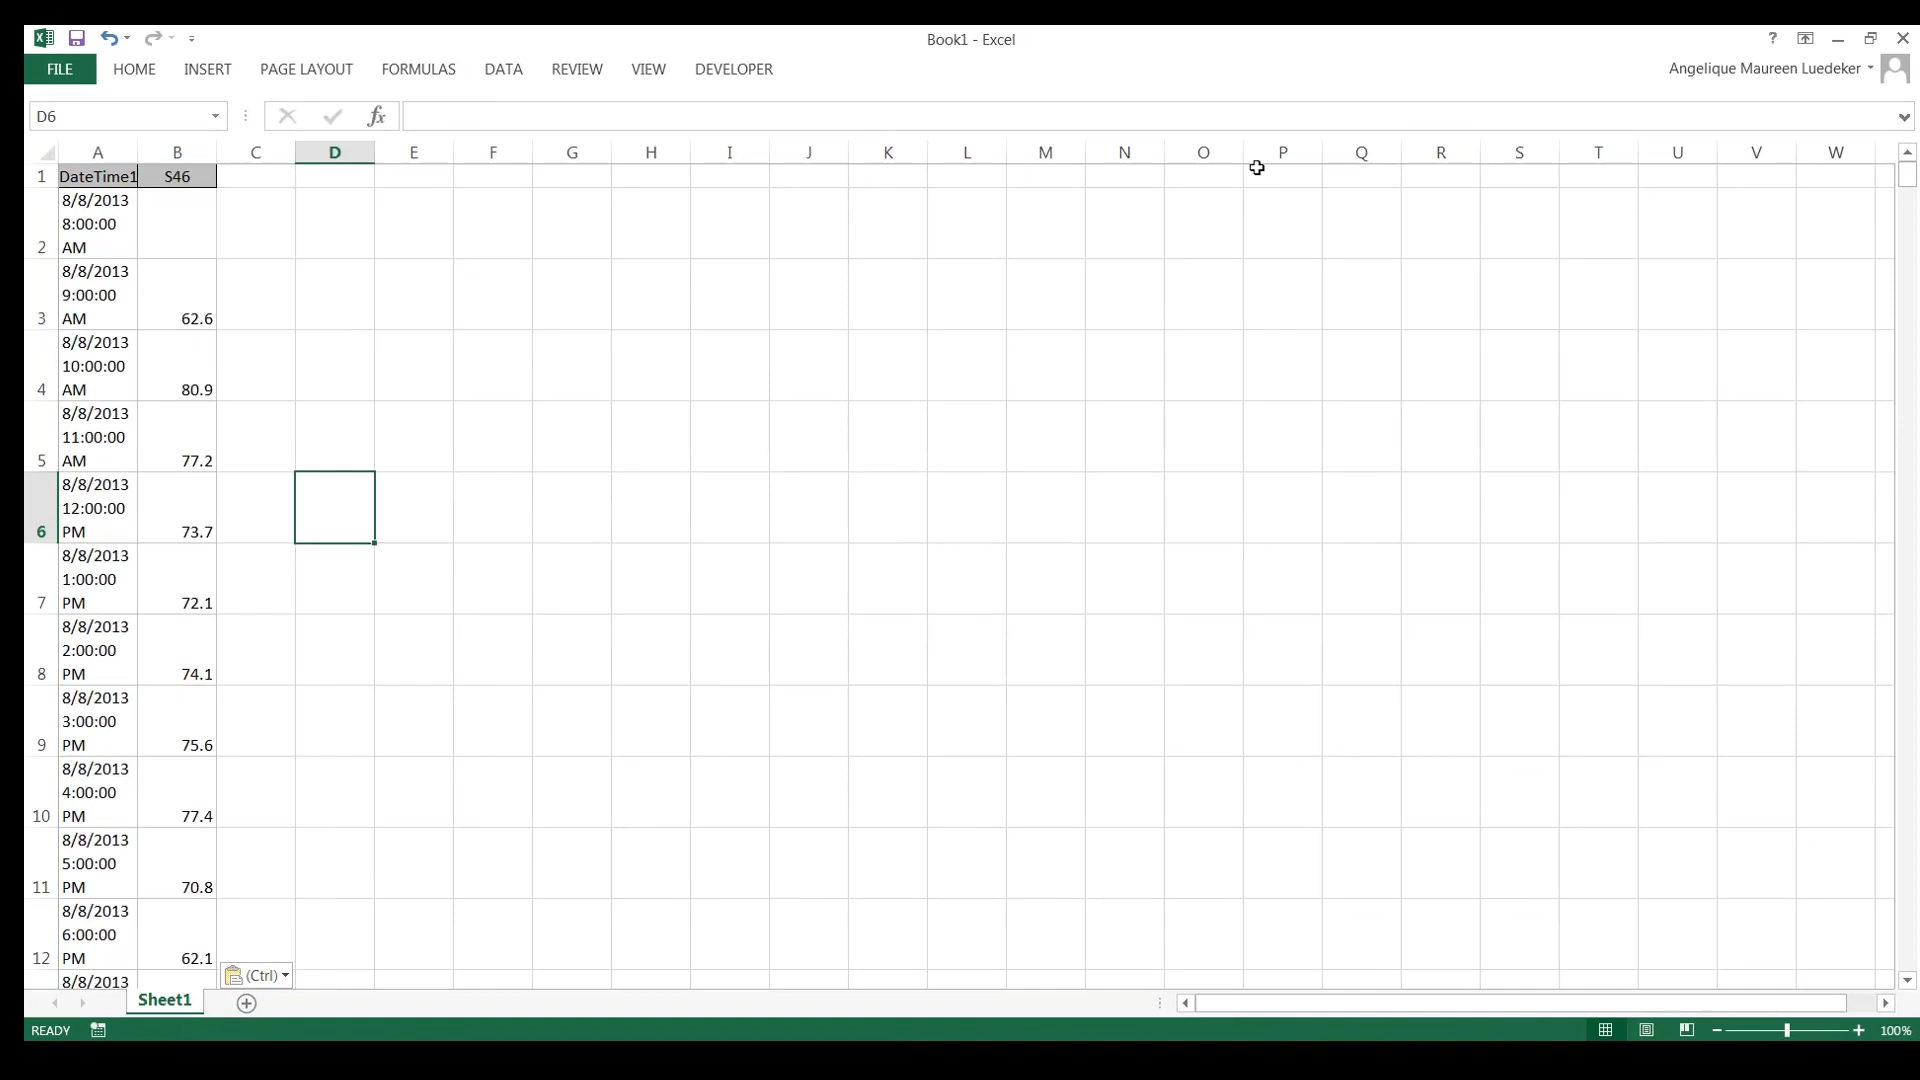 Book1 - Excel
?
FILE HOME INSERT PAGE LAYOUT FORMULAS DATA REVIEW VIEW DEVELOPER
Angelique Maureen Luedeker
D6
fx
A B C D E F G H I J K L M N O P Q R S T U V W
1 DateTime1 S46
8/8/2013
8:00:00
2 AM
8/8/2013
9:00:00
3 AM 62.6
8/8/2013
10:00:00
4 AM 80.9
8/8/2013
11:00:00
5 AM 77.2
8/8/2013
12:00:00
6 PM 73.7
8/8/2013
1:00:00
7 PM 72.1
8/8/2013
2:00:00
8 PM 74.1
8/8/2013
3:00:00
9 PM 75.6
8/8/2013
4:00:00
10 PM 77.4
8/8/2013
5:00:00
11 PM 70.8
8/8/2013
6:00:00
12 PM 62.1
(Ctrl)
8/8/2013
Sheet1
READY
100%